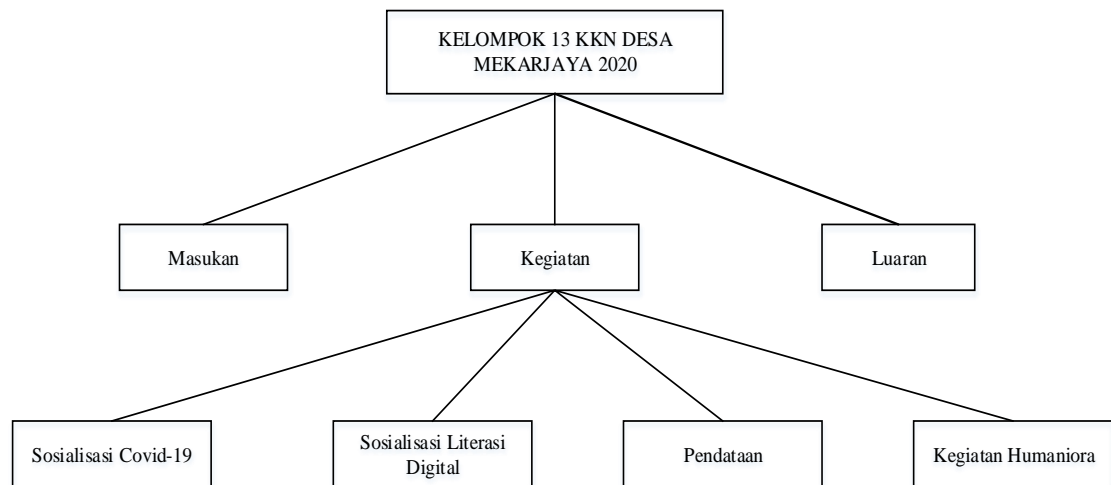 KELOMPOK 13 KKN DESA
MEKARJAYA 2020
Masukan
Kegiatan
Luaran
Sosialisasi Covid-19
Sosialisasi Literasi
Digital
Pendataan
Kegiatan Humaniora